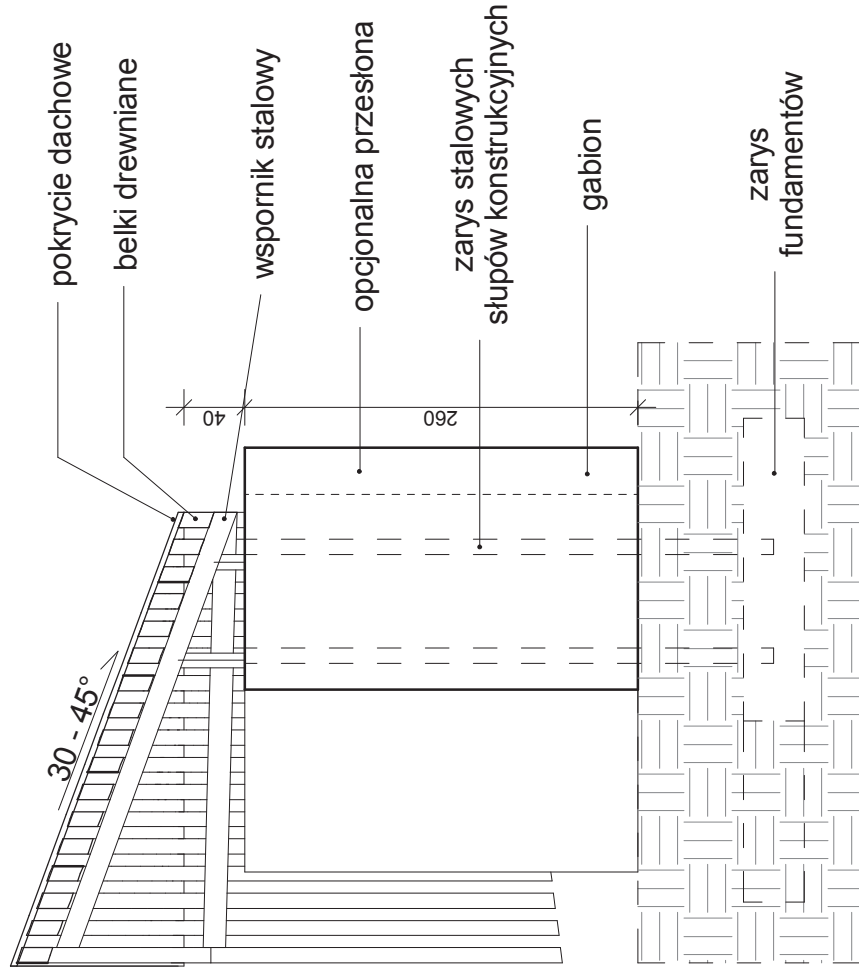 pokrycie dachowe
belki drewniane
wspornik stalowy
opcjonalna przesłona
zarys stalowych
słupów konstrukcyjnych
gabion
zarys
fundamentów
30 - 45°
40
260